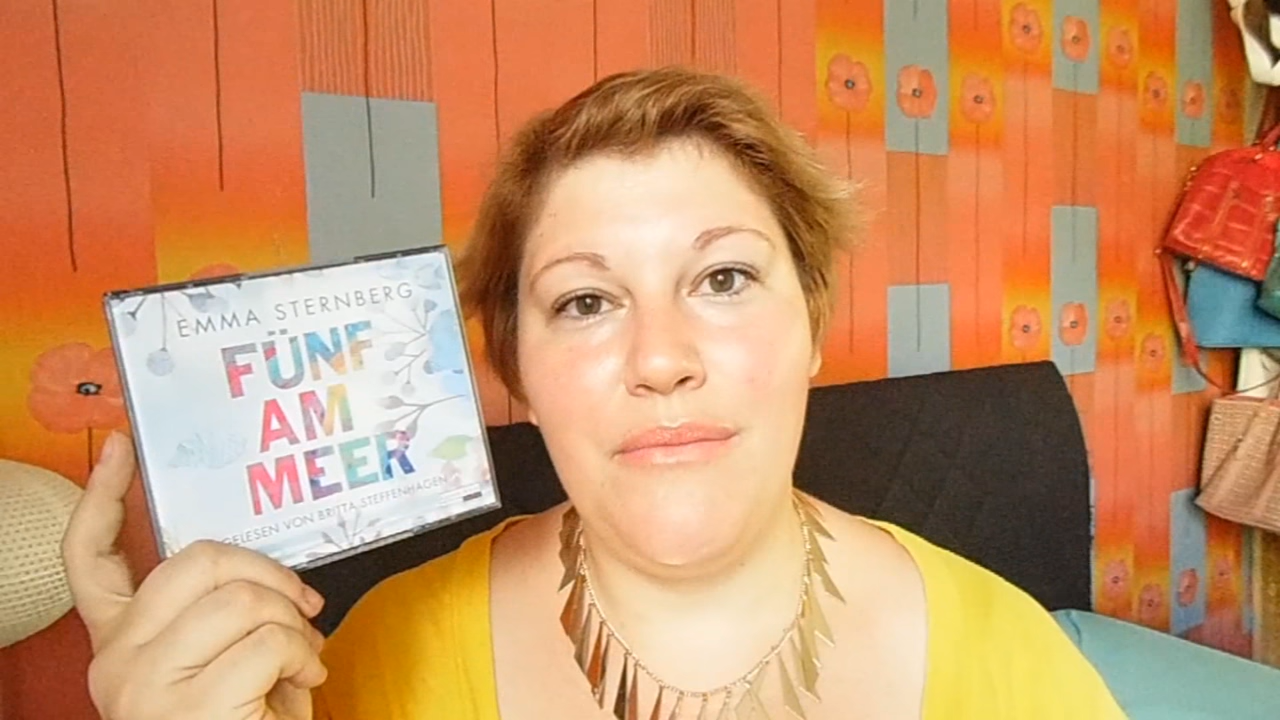 EMMA STERNBERG
FÜNF
AM
MEER
GELESEN VON BRITTA STEFFENHAGEN